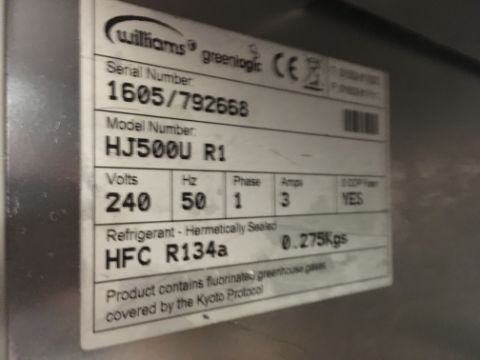 williams® greenlogic CE
Serial Number
1605/792668
Model Number:
HJ500U R1
Volts Hz Phase Amps
240 50 1 3 YES
Refrigerant - Hermetically Sealed
HFC R134a 0.275Kgs
Product contains fluorinated greenhouse gases
covered by the Kyoto Protocol